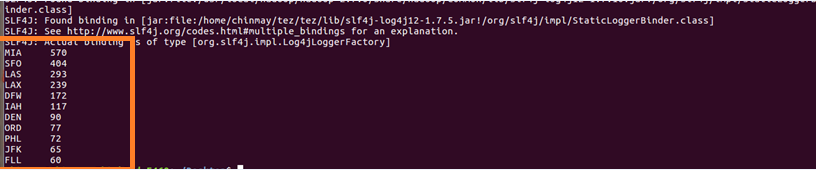 inder.class]
SLF4J: Found binding in [jar:file:/home/chinmay/tez/tez/lib/slf4j-log4j12-1.7.5.jar!/org/slf4j/impl/StaticLoggerBinder.class]
SLF4J: See http://www.slf4j.org/codes.html#multiple_bindings for an explanation.
SLF4J: Actual binding is of type [org.slf4j.impl.Log4jLoggerFactory]
MIA 570
SFO 404
LAS 293
LAX 239
DFW 172
IAH 117
DEN 90
ORD 77
PHL 72
JFK 65
FLL 60